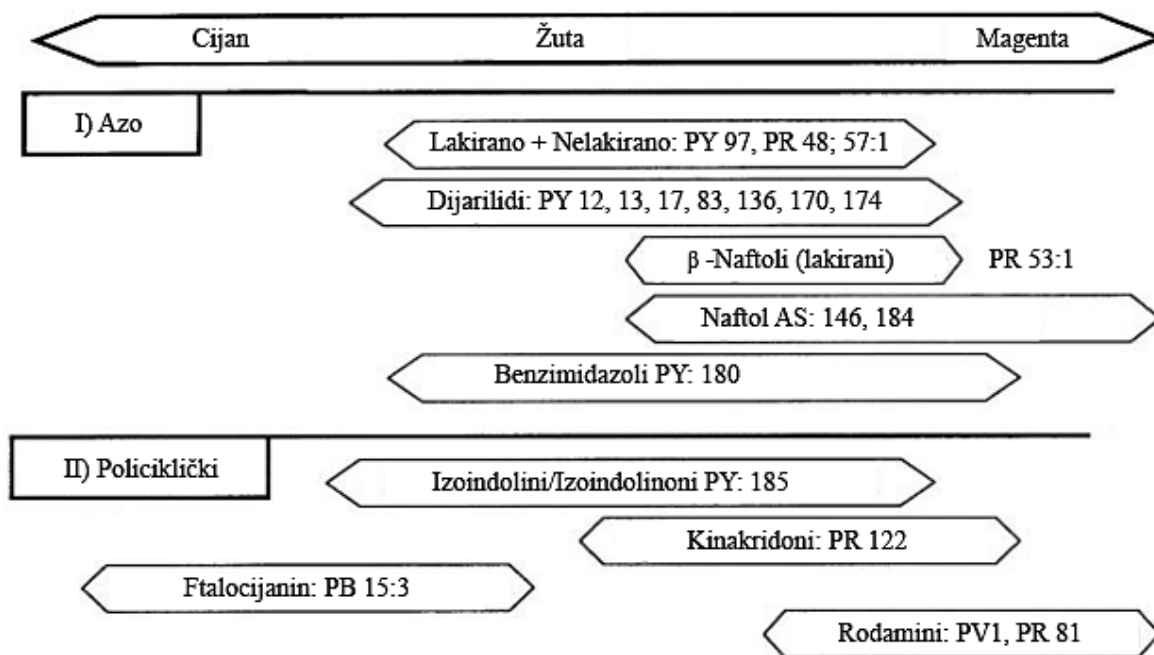 Cijan Žuta Magenta
I) Azo
Lakirano + Nelakirano: PY 97, PR 48; 57:1
Dijarilidi: PY 12, 13, 17, 83, 136, 170, 174
β -Naftoli (lakirani) PR 53:1
Naftol AS: 146, 184
Benzimidazoli PY: 180
II) Policiklički
Izoindolini/Izoindolinoni PY: 185
Kinakridoni: PR 122
Ftalocijanin: PB 15:3
Rodamini: PV1, PR 81